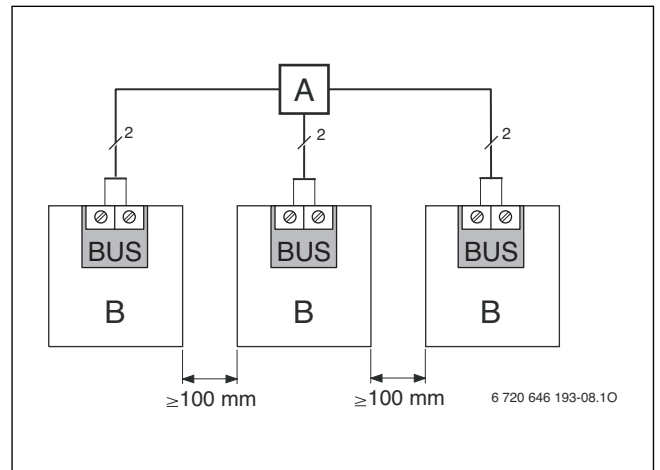 A
2 2 2
BUS BUS BUS
B B B
≥100 mm ≥100 mm
6 720 646 193-08.1O